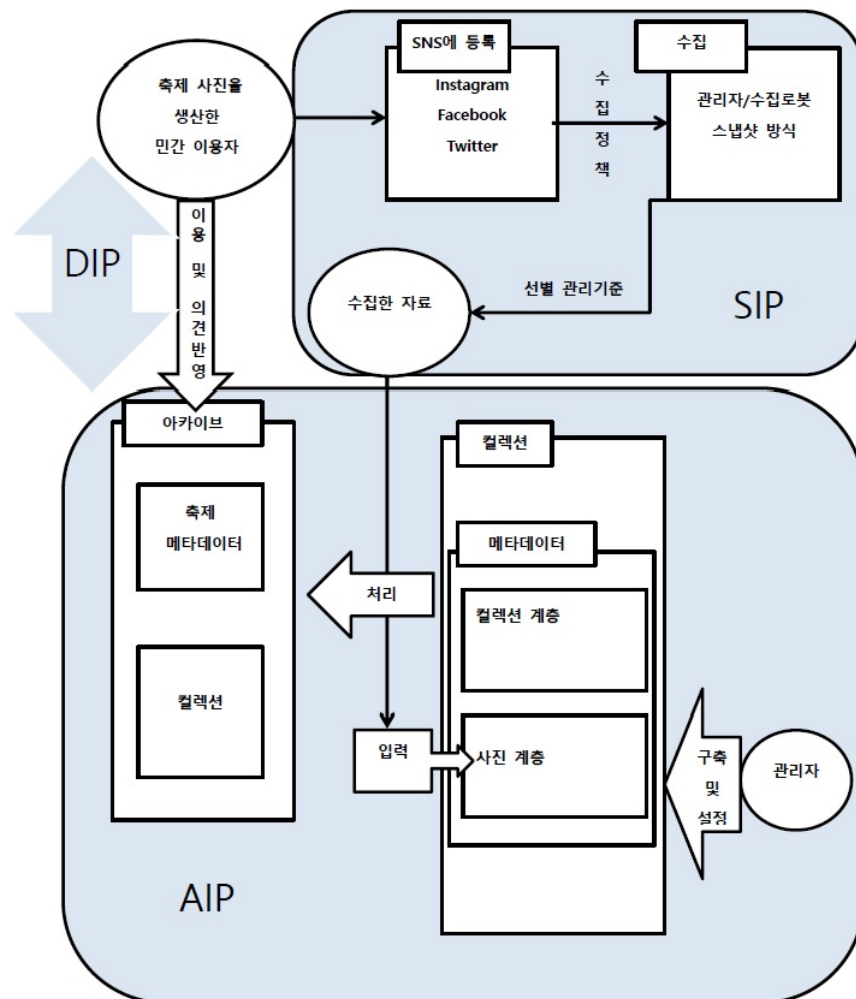 축제 사진을
생산한
민간 이용자
SNS에 등록
Instagram
Facebook
Twitter
수집정책
수집
관리자/수집로봇
스냅샷 방식
DIP
이용 및 의견반영
수집한 자료
선별 관리기준
SIP
아카이브
축제
메타데이터
컬렉션
처리
컬렉션
메타데이터
컬렉션 계층
입력
사진 계층
구축
및
설정
관리자
AIP